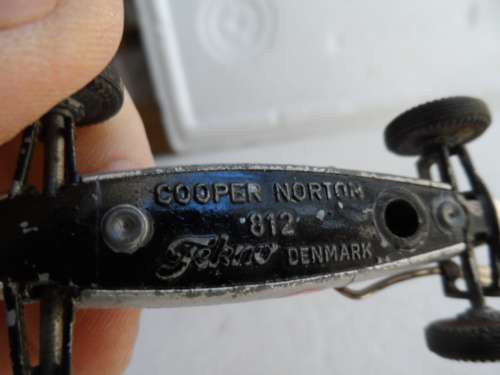 COOPER NORTON
812
Tekno DENMARK